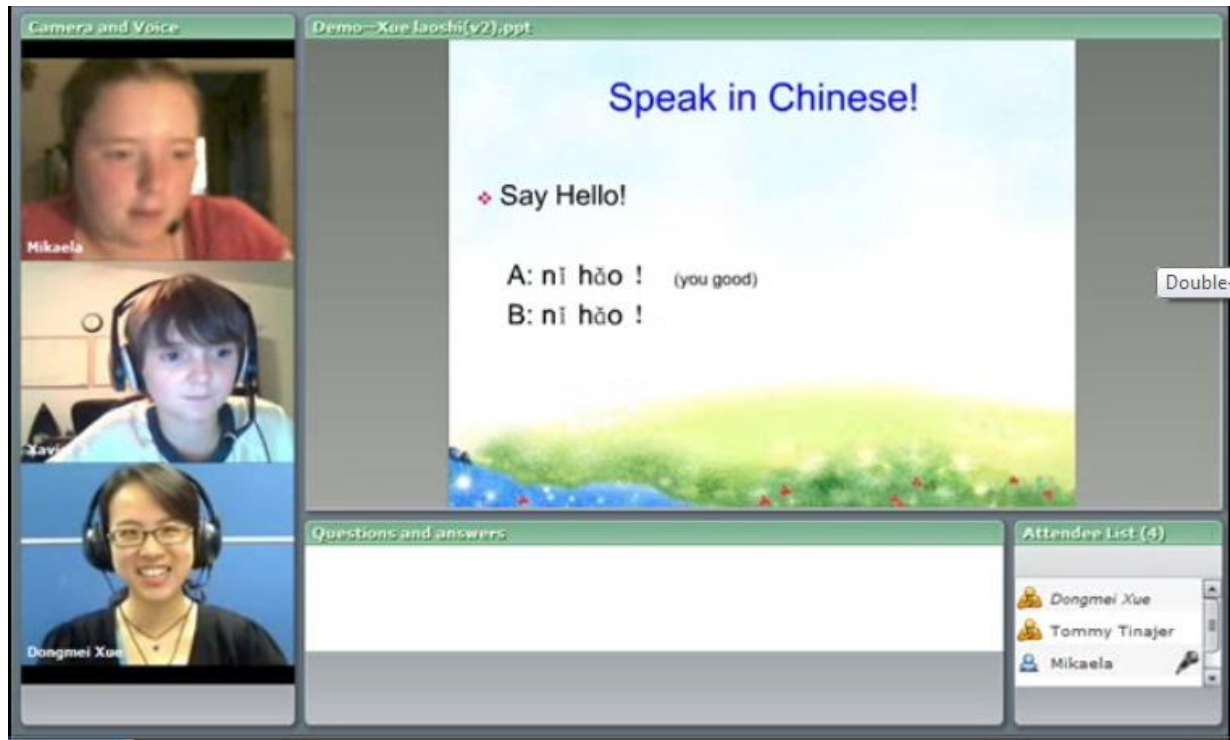 Camera and Voice
Mikaela
Dongmei Xue
Demo--Xue laoshi(v2).ppt
Speak in Chinese!
Say Hello!
A: nǐ hǎo ! (you good)
B: nǐ hǎo !
Double-
Questions and answers
Attendee List (4)
Dongmei Xue
Tommy Tinajer
Mikaela